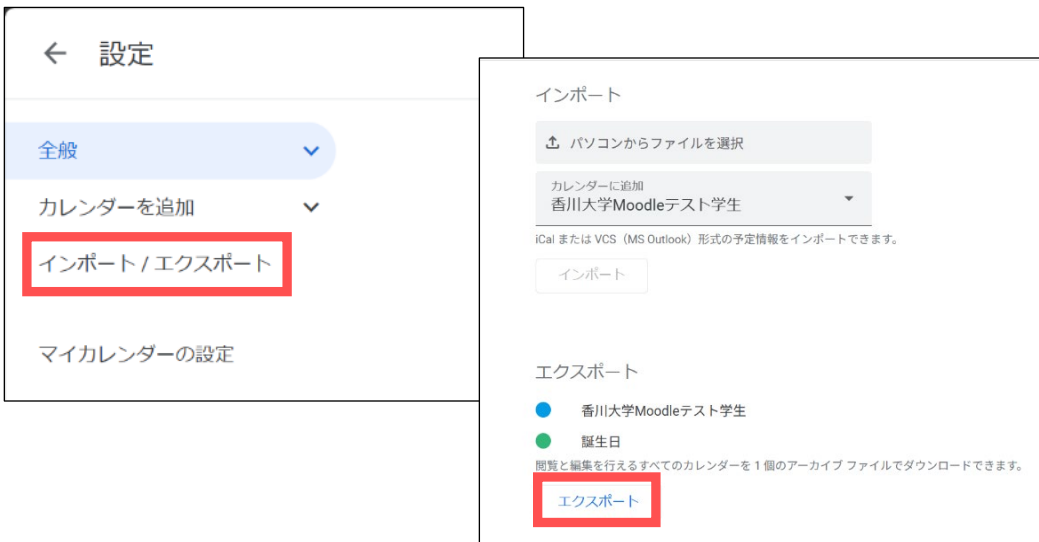 設定
全般
カレンダーを追加
インポート / エクスポート
マイカレンダーの設定
インポート
パソコンからファイルを選択
カレンダーに追加
香川大学Moodleテスト学生
iCal または VCS（MS Outlook）形式の予定情報をインポートできます。
インポート
エクスポート
香川大学Moodleテスト学生
誕生日
閲覧と編集を行えるすべてのカレンダーを 1 個のアーカイブ ファイルでダウンロードできます。
エクスポート